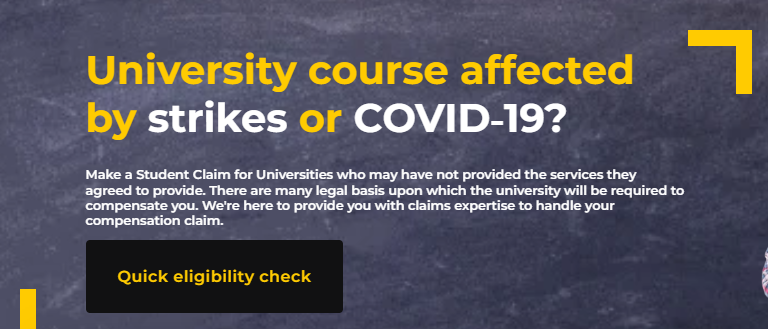 University course affected
by strikes or COVID-19?
Make a Student Claim for Universities who may have not provided the services they
agreed to provide. There are many legal basis upon which the university will be required to
compensate you. We're here to provide you with claims expertise to handle your
compensation claim.
Quick eligibility check